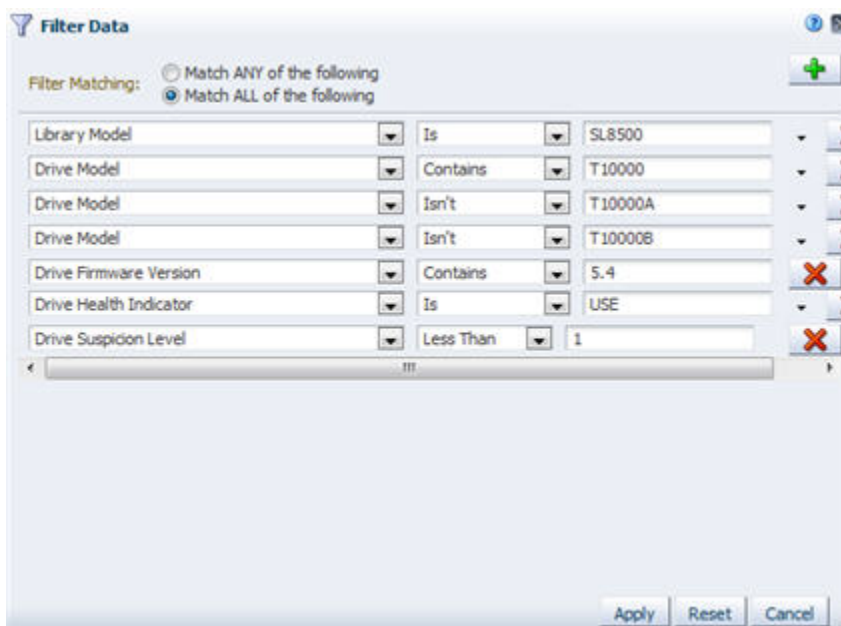 Filter Data
Filter Matching:
Match ANY of the following
Match ALL of the following
Library Model Is SL8500
Drive Model Contains T10000
Drive Model Isn't T10000A
Drive Model Isn't T10000B
Drive Firmware Version Contains 5.4
Drive Health Indicator Is USE
Drive Suspicion Level Less Than 1
Apply Reset Cancel